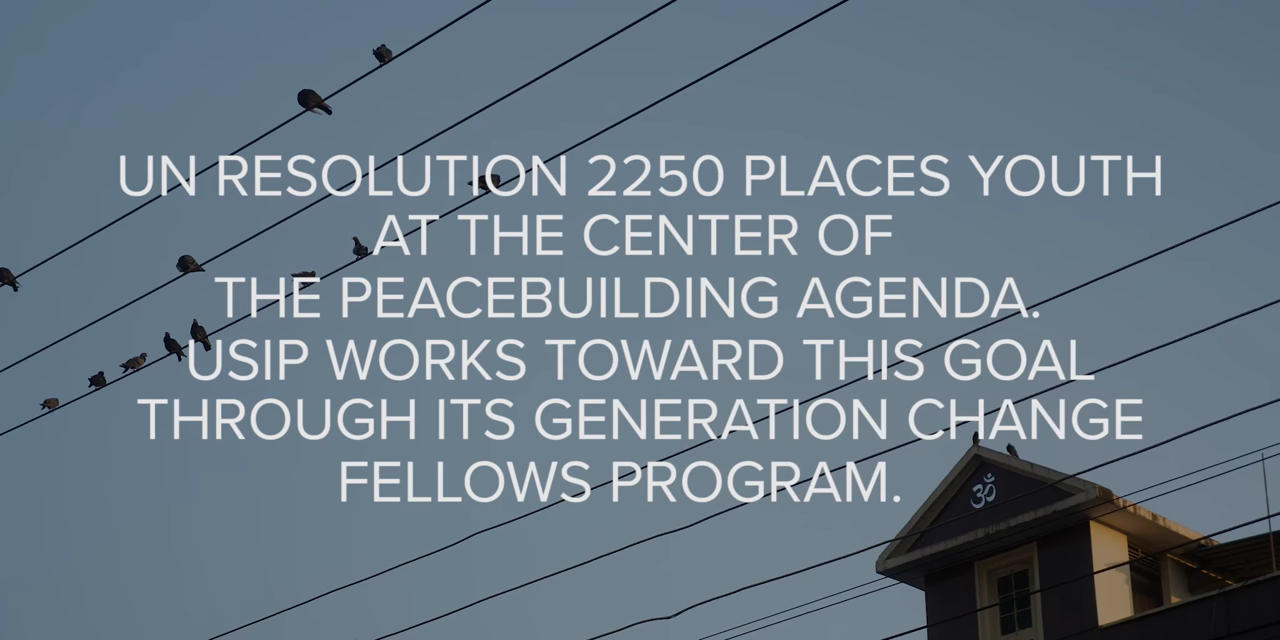 UN RESOLUTION 2250 PLACES YOUTH
AT THE CENTER OF
THE PEACEBUILDING AGENDA.
USIP WORKS TOWARD THIS GOAL
THROUGH ITS GENERATION CHANGE
FELLOWS PROGRAM.
ॐ